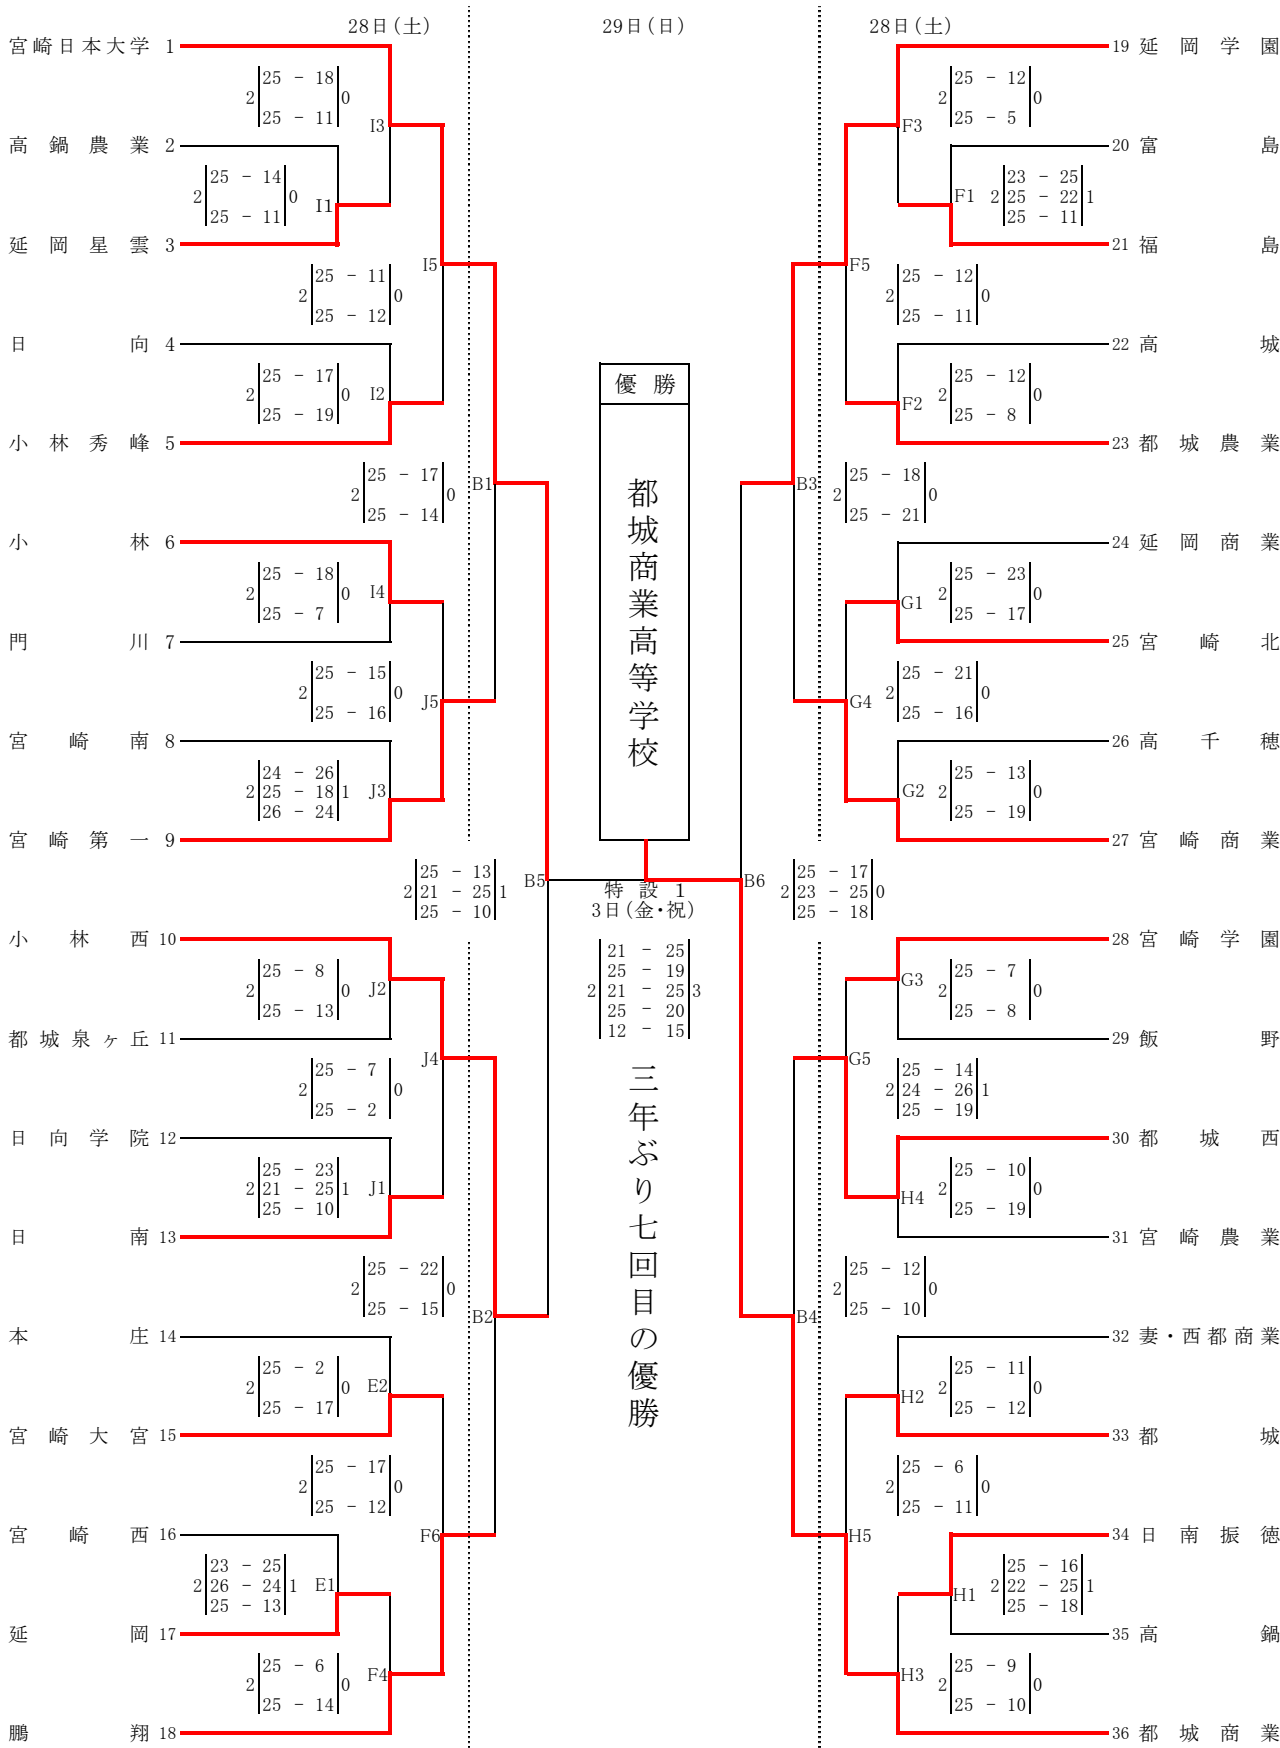 28日(土)
29日(日)
28日(土)
宮崎日本大学 1
25 － 18
2 0
25 － 11
I3
高鍋農業 2
25 － 14
2 0
25 － 11
I1
延岡星雲 3
25 － 11
2 0
25 － 12
I5
日向 4
25 － 17
2 0
25 － 19
I2
小林秀峰 5
25 － 17
2 0
25 － 14
B1
小林 6
25 － 18
2 0
25 － 7
I4
門川 7
25 － 15
2 0
25 － 16
J5
宮崎南 8
24 － 26
2 25 － 18 1
26 － 24
J3
宮崎第一 9
25 － 13
2 21 － 25 1
25 － 10
B5
小林西 10
25 － 8
2 0
25 － 13
J2
都城泉ヶ丘 11
25 － 7
2 0
25 － 2
J4
日向学院 12
25 － 23
2 21 － 25 1
25 － 10
J1
日南 13
25 － 22
2 0
25 － 15
B2
本庄 14
25 － 2
2 0
25 － 17
E2
宮崎大宮 15
25 － 17
2 0
25 － 12
F6
宮崎西 16
23 － 25
2 26 － 24 1
25 － 13
E1
延岡 17
25 － 6
2 0
25 － 14
F4
鵬翔 18
優勝
都城商業高等学校
特設1
3日(金・祝)
21 － 25
25 － 19
2 21 － 25 3
25 － 20
12 － 15
三年ぶり七回目の優勝
19 延岡学園
25 － 12
2 0
25 － 5
F3
20 富島
23 － 25
2 25 － 22 1
25 － 11
F1
21 福島
25 － 12
2 0
25 － 11
F5
22 高城
25 － 12
2 0
25 － 8
F2
23 都城農業
25 － 18
2 0
25 － 21
B3
24 延岡商業
25 － 23
2 0
25 － 17
G1
25 宮崎北
25 － 21
2 0
25 － 16
G4
26 高千穂
25 － 13
2 0
25 － 19
G2
27 宮崎商業
25 － 17
2 23 － 25 0
25 － 18
B6
28 宮崎学園
25 － 7
2 0
25 － 8
G3
29 飯野
25 － 14
2 24 － 26 1
25 － 19
G5
30 都城西
25 － 10
2 0
25 － 19
H4
31 宮崎農業
25 － 12
2 0
25 － 10
B4
32 妻・西都商業
25 － 11
2 0
25 － 12
H2
33 都城
25 － 6
2 0
25 － 11
H5
34 日南振徳
25 － 16
2 22 － 25 1
25 － 18
H1
35 高鍋
25 － 9
2 0
25 － 10
H3
36 都城商業